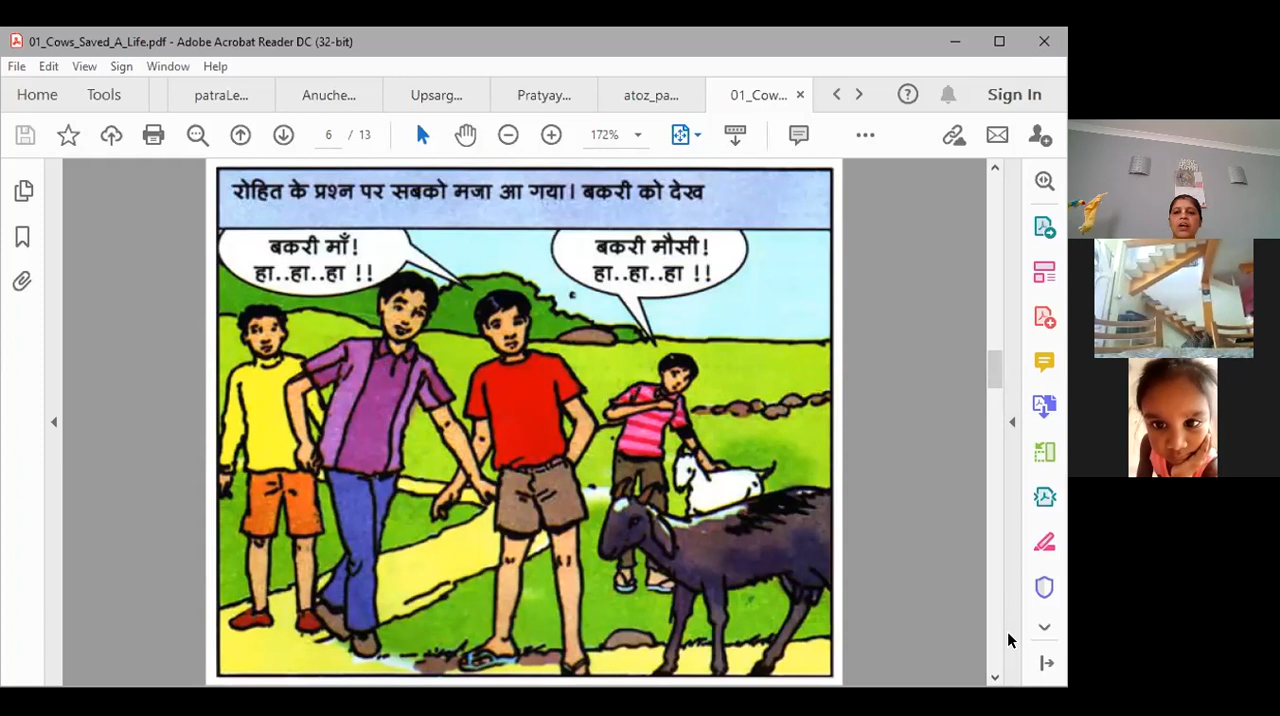 01_Cows_Saved_A_Life.pdf - Adobe Acrobat Reader DC (32-bit)
File Edit View Sign Window Help
Home Tools patraLe... Anuche... Upsarg... Pratyay... atoz_pa... 01_Cow... × Sign In
6 / 13 172%
रोहित के प्रश्न पर सबको मजा आ गया। बकरी को देख
बकरी माँ!
हा..हा..हा !!
बकरी मौसी!
हा..हा..हा !!